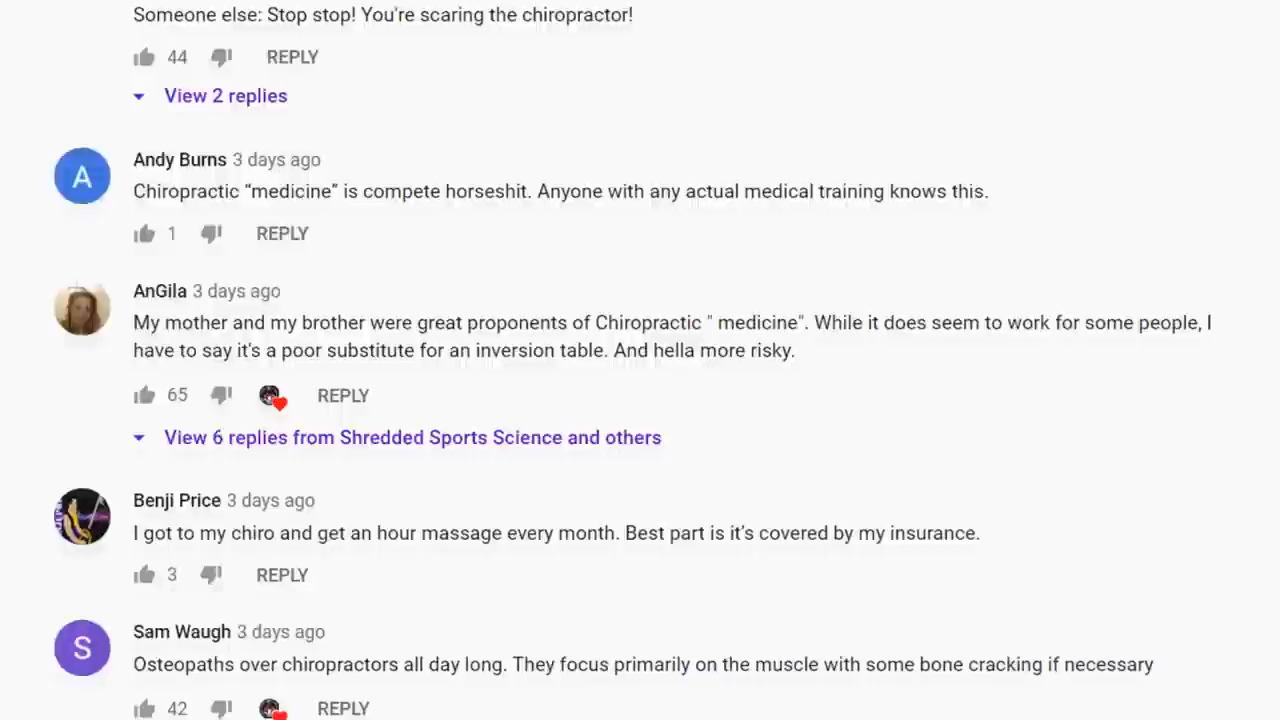 Someone else: Stop stop! You're scaring the chiropractor!
44 REPLY
View 2 replies
A
Andy Burns 3 days ago
Chiropractic “medicine” is compete horseshit. Anyone with any actual medical training knows this.
1 REPLY
AnGila 3 days ago
My mother and my brother were great proponents of Chiropractic " medicine". While it does seem to work for some people, I
have to say it's a poor substitute for an inversion table. And hella more risky.
65 REPLY
View 6 replies from Shredded Sports Science and others
Benji Price 3 days ago
I got to my chiro and get an hour massage every month. Best part is it’s covered by my insurance.
3 REPLY
S
Sam Waugh 3 days ago
Osteopaths over chiropractors all day long. They focus primarily on the muscle with some bone cracking if necessary
42 REPLY